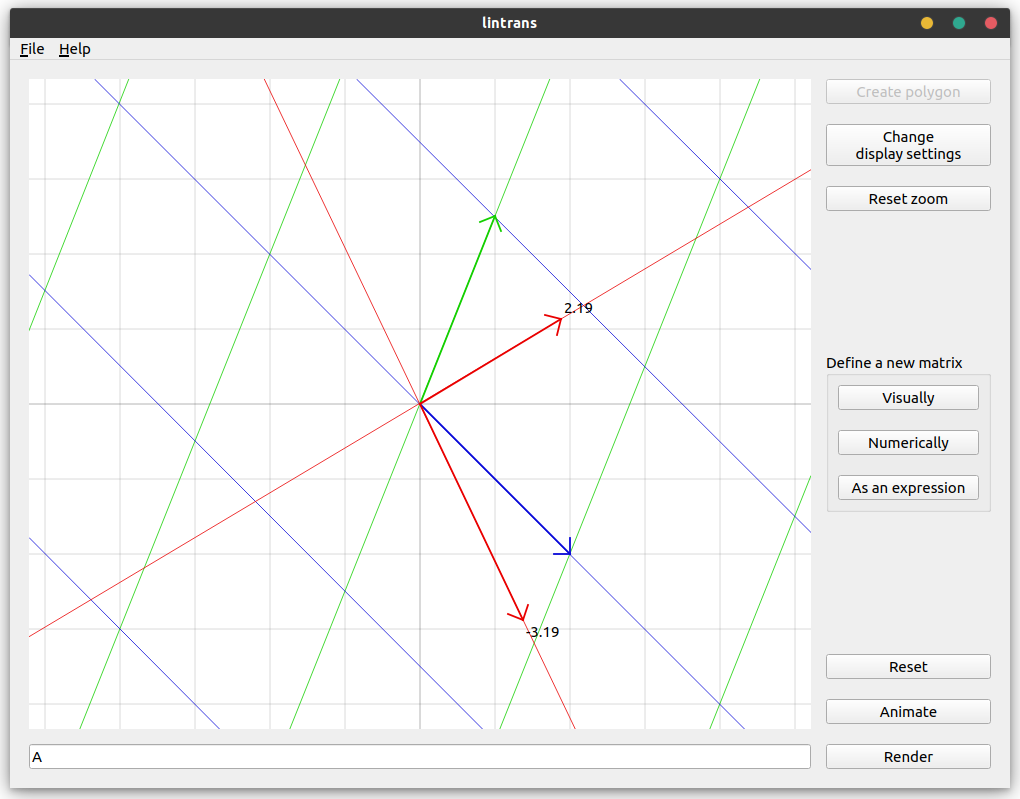 lintrans
File Help
Create polygon
Change
display settings
Reset zoom
2.19
Define a new matrix
Visually
Numerically
As an expression
-3.19
Reset
Animate
A
Render